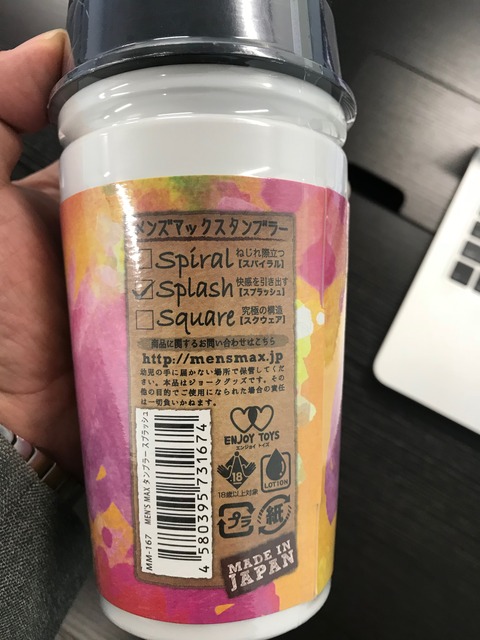 メンズマックスタンブラー
Spiral ねじれ際立つ【スパイラル】
Splash 快感を引き出す【スプラッシュ】
Square 究極の構造【スクウェア】
商品に関するお問い合わせはこちら
http://mensmax.jp
幼児の手に届かない場所で保管してくださ
い。本品はジョークグッズです。その
他の目的でご使用になられた場合の責任
は一切負いかねます。
ENJOY TOYS
エンジョイ トイズ
18
18歳以上対象
LOTION
プラ
紙
MADE IN
JAPAN
MM-167 MEN'S MAX タンブラー スプラッシュ
4 580395 731674